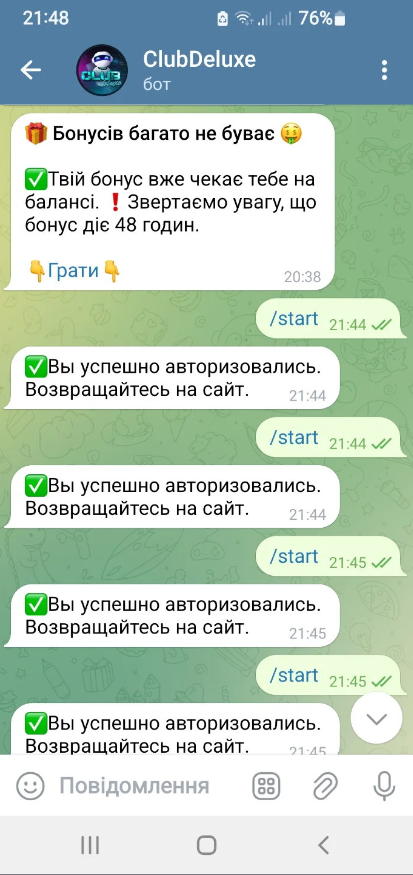 21:48
76%
ClubDeluxe
бот
CLUB
🎁 Бонусів багато не буває 🤑
✅Твій бонус вже чекає тебе на
балансі. ❗Звертаємо увагу, що
бонус діє 48 годин.
👇Грати👇
20:38
/start
21:44
✅Вы успешно авторизовались.
Возвращайтесь на сайт.
21:44
/start
21:44
✅Вы успешно авторизовались.
Возвращайтесь на сайт.
21:44
/start
21:45
✅Вы успешно авторизовались.
Возвращайтесь на сайт.
21:45
/start
21:45
✅Вы успешно авторизовались.
Возвращайтесь на сайт.
21:45
Повідомлення